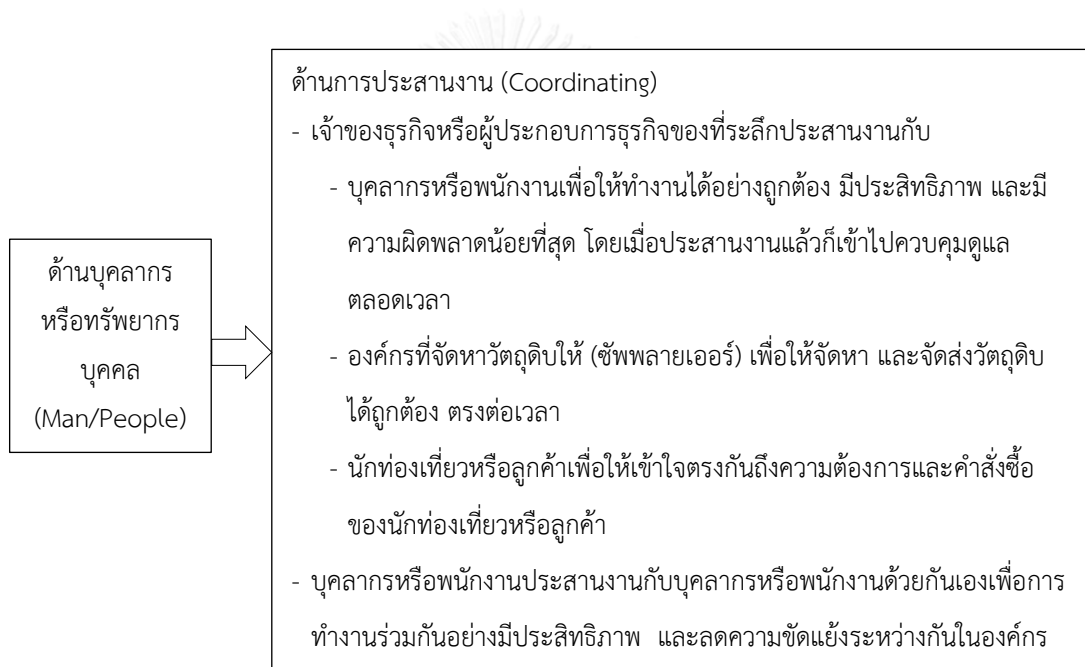 ด้านบุคลากร
หรือทรัพยากร
บุคคล
(Man/People)
ด้านการประสานงาน (Coordinating)
- เจ้าของธุรกิจหรือผู้ประกอบการธุรกิจของที่ระลึกประสานงานกับ
- บุคลากรหรือพนักงานเพื่อให้ทำงานได้อย่างถูกต้อง มีประสิทธิภาพ และมี
ความผิดพลาดน้อยที่สุด โดยเมื่อประสานงานแล้วก็เข้าไปควบคุมดูแล
ตลอดเวลา
- องค์กรที่จัดหาวัตถุดิบให้ (ซัพพลายเออร์) เพื่อให้จัดหา และจัดส่งวัตถุดิบ
ได้ถูกต้อง ตรงต่อเวลา
- นักท่องเที่ยวหรือลูกค้าเพื่อให้เข้าใจตรงกันถึงความต้องการและคำสั่งซื้อ
ของนักท่องเที่ยวหรือลูกค้า
- บุคลากรหรือพนักงานประสานงานกับบุคลากรหรือพนักงานด้วยกันเองเพื่อการ
ทำงานร่วมกันอย่างมีประสิทธิภาพ และลดความขัดแย้งระหว่างกันในองค์กร